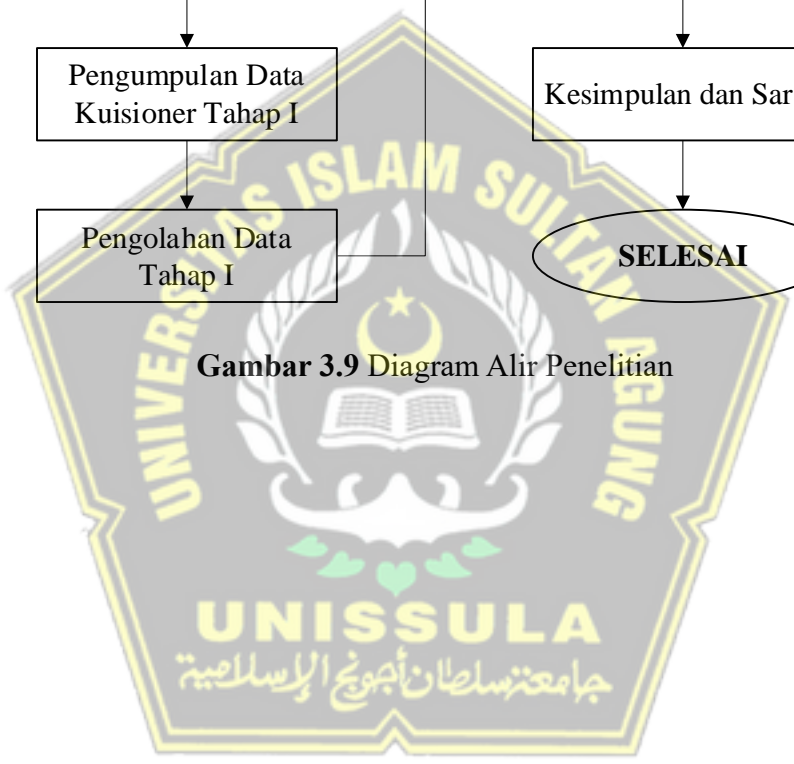 Pengumpulan Data
Kuisioner Tahap I
Pengolahan Data
Tahap I
Kesimpulan dan Sar
SELESAI
Gambar 3.9 Diagram Alir Penelitian
UNIVERSITAS ISLAM SULTAN AGUNG
UNISSULA
جامعة سلطان أجونج الإسلامية